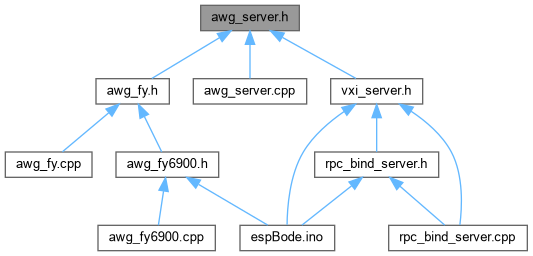 awg_server.h
awg_fy.h
awg_server.cpp
vxi_server.h
awg_fy.cpp
awg_fy6900.h
rpc_bind_server.h
awg_fy6900.cpp
espBode.ino
rpc_bind_server.cpp